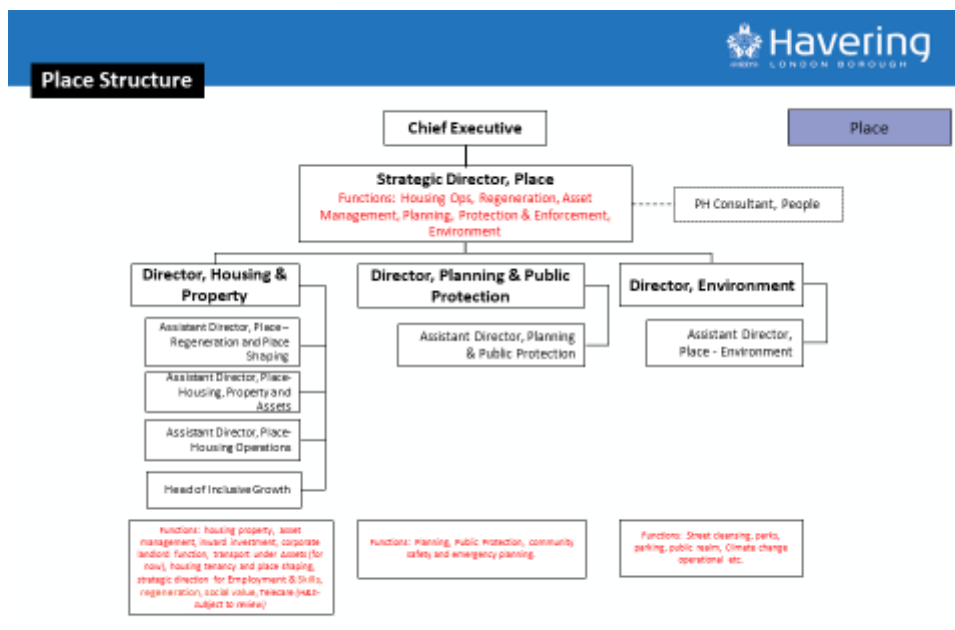 Havering
LONDON BOROUGH
Place Structure
Chief Executive
Place
Strategic Director, Place
Functions: Housing Ops, Regeneration, Asset
Management, Planning, Protection & Enforcement,
Environment
PH Consultant, People
Director, Housing &
Property
Assistant Director, Place–
Regeneration and Place
Shaping
Assistant Director, Place-
Housing, Property and
Assets
Assistant Director, Place-
Housing Operations
Head of Inclusive Growth
Functions: housing property, asset
management, inward investment, corporate
landlord function, transport under Assets (for
now), housing tenancy and place shaping,
strategic direction for Employment & Skills,
regeneration, social value, Telecare
subject to review)
Director, Planning & Public
Protection
Assistant Director, Planning
& Public Protection
Functions: Planning, Public Protection, community
safety and emergency planning.
Director, Environment
Assistant Director,
Place - Environment
Functions: Street cleansing, parks,
parking, public realm, Climate change
operational etc.